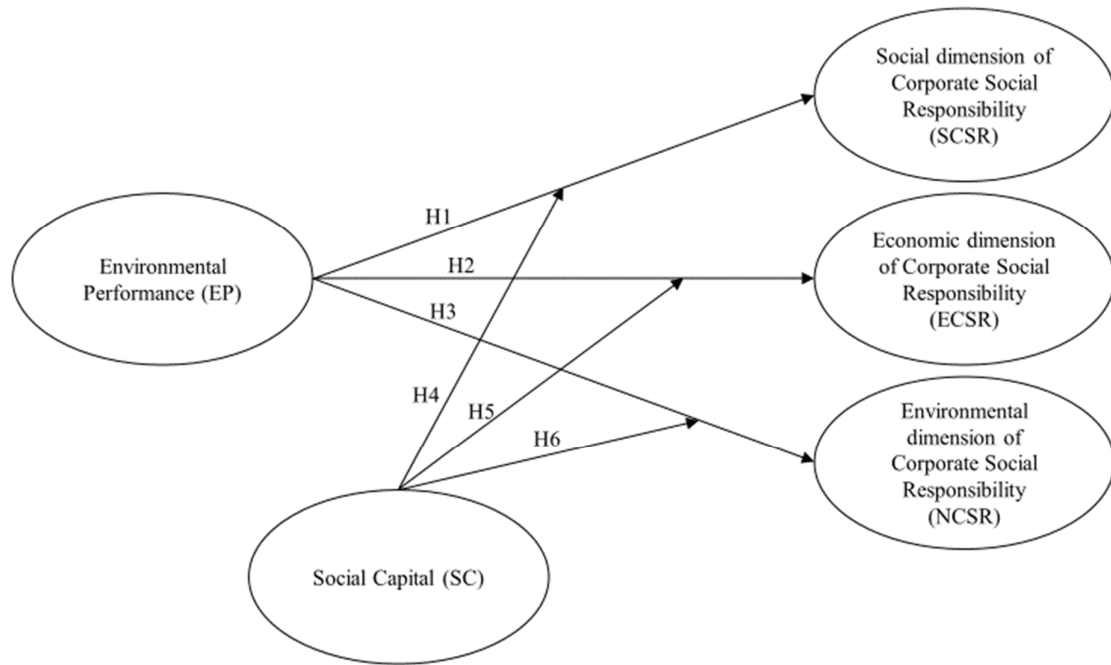 Social dimension of
Corporate Social
Responsibility
(SCSR)
H1
Environmental
Performance (EP)
H2
Economic dimension
of Corporate Social
Responsibility
(ECSR)
H3
H4
H5
H6
Environmental
dimension of
Corporate Social
Responsibility
(NCSR)
Social Capital (SC)